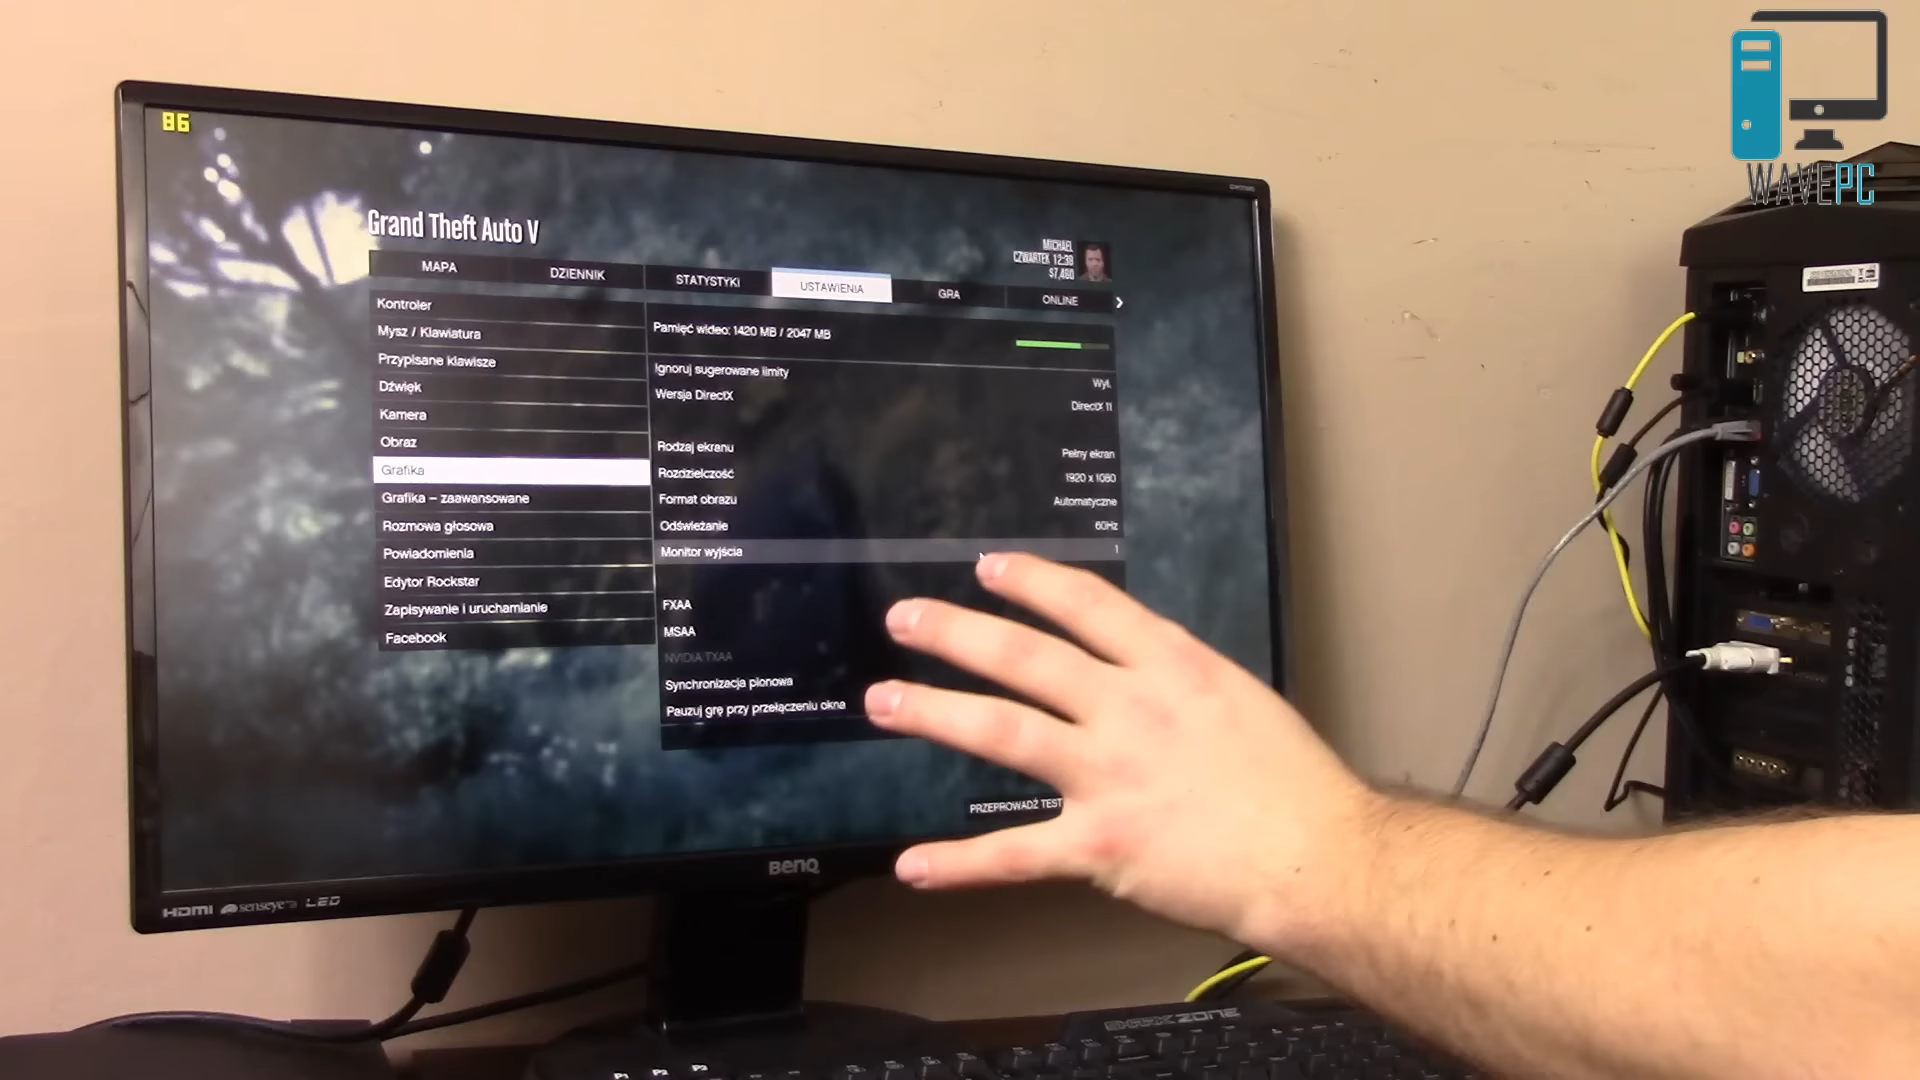 86
WAVEPC
Grand Theft Auto V
MICHAEL
CZWARTEK 12:38
$7,460
MAPA
DZIENNIK
STATYSTYKI
USTAWIENIA
GRA
ONLINE
Kontroler
Mysz / Klawiatura
Przypisane klawisze
Dźwięk
Kamera
Obraz
Grafika
Grafika – zaawansowane
Rozmowa głosowa
Powiadomienia
Edytor Rockstar
Zapisywanie i uruchamianie
Facebook
Pamięć wideo: 1420 MB / 2047 MB
Ignoruj sugerowane limity Wył.
Wersja DirectX DirectX 11
Rodzaj ekranu Pełny ekran
Rozdzielczość 1920 x 1080
Format obrazu Automatyczne
Odświeżanie 60Hz
Monitor wyjścia 1
FXAA
MSAA
NVIDIA TXAA
Synchronizacja pionowa
Pauzuj grę przy przełączeniu okna
PRZEPROWADŹ TEST
BenQ
HDMI senseye LED
P1 P2 P3